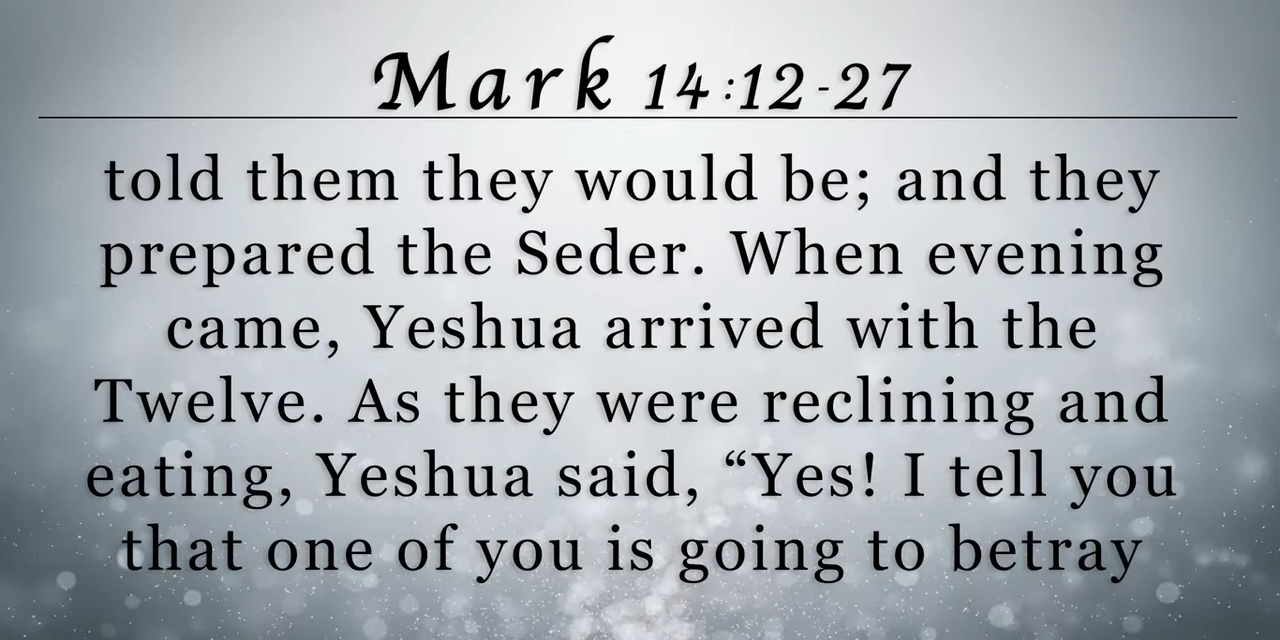 Mark 14:12-27
told them they would be; and they
prepared the Seder. When evening
came, Yeshua arrived with the
Twelve. As they were reclining and
eating, Yeshua said, “Yes! I tell you
that one of you is going to betray